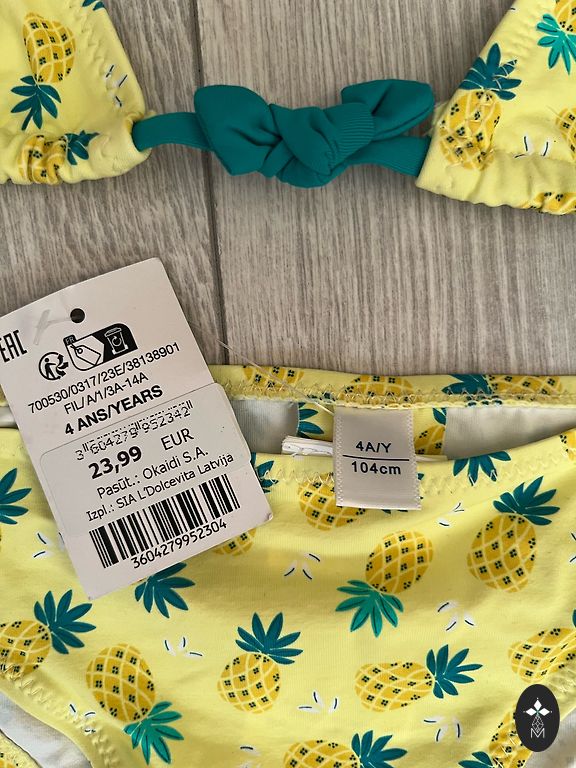 EAC
700530/0317/23E/38138901
FIL/A/1/3A-14A
4 ANS/YEARS
23,99 EUR
Pasūt.: Okaidi S.A.
Izpl.: SIA L'Dolcevita Latvija
3604279952304
4A/Y
104cm